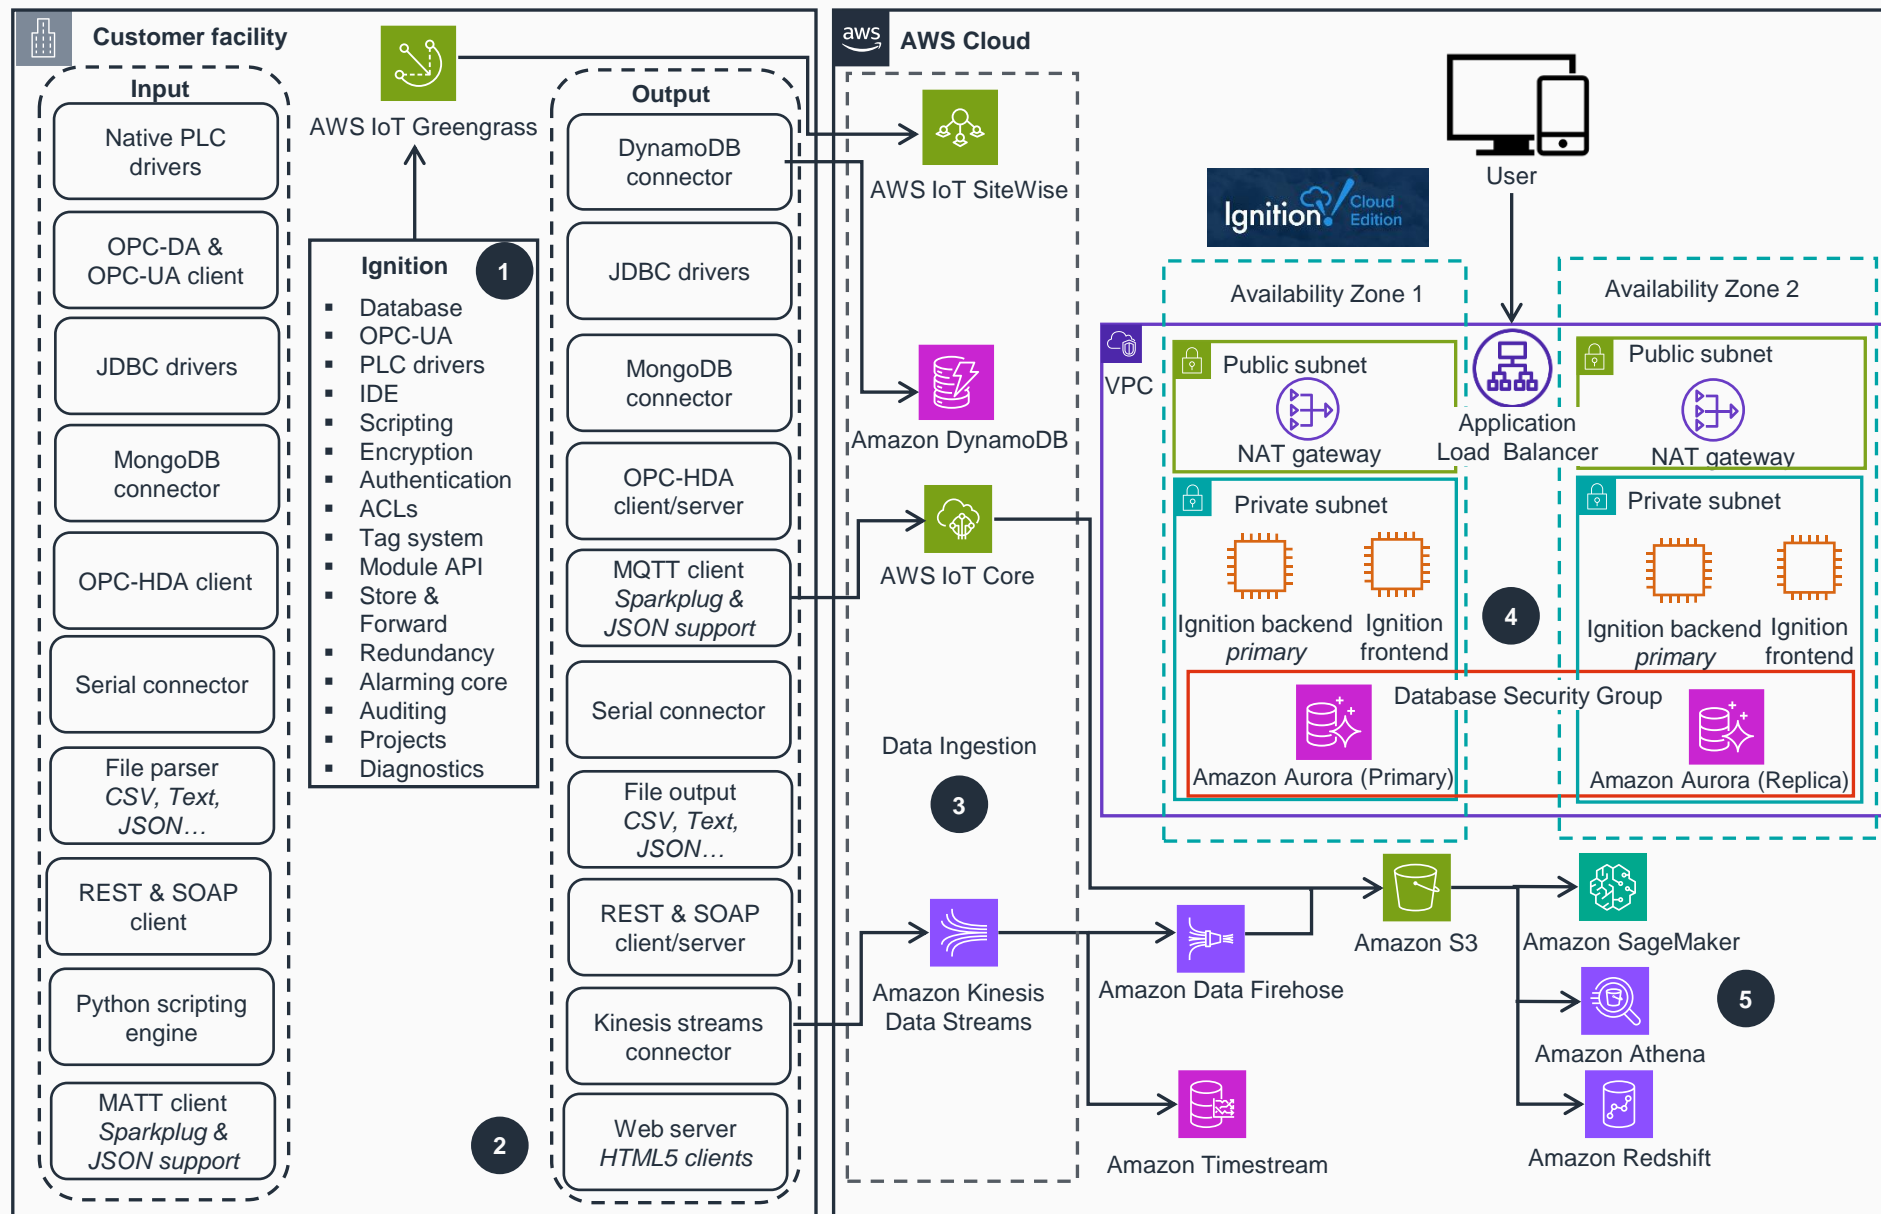 Customer facility
Input
Native PLC
drivers
OPC-DA &
OPC-UA client
JDBC drivers
MongoDB
connector
OPC-HDA client
Serial connector
File parser
CSV, Text,
JSON…
REST & SOAP
client
Python scripting
engine
MATT client
Sparkplug &
JSON support
AWS IoT Greengrass
Ignition
1
▪ Database
▪ OPC-UA
▪ PLC drivers
▪ IDE
▪ Scripting
▪ Encryption
▪ Authentication
▪ ACLs
▪ Tag system
▪ Module API
▪ Store &
Forward
▪ Redundancy
▪ Alarming core
▪ Auditing
▪ Projects
▪ Diagnostics
2
Output
DynamoDB
connector
JDBC drivers
MongoDB
connector
OPC-HDA
client/server
MQTT client
Sparkplug &
JSON support
Serial connector
File output
CSV, Text,
JSON…
REST & SOAP
client/server
Kinesis streams
connector
Web server
HTML5 clients
aws
AWS Cloud
AWS IoT SiteWise
Amazon DynamoDB
AWS IoT Core
Data Ingestion
3
Amazon Kinesis
Data Streams
User
Ignition!
Cloud
Edition
Availability Zone 1
Availability Zone 2
VPC
Public subnet
NAT gateway
Application
Load Balancer
Public subnet
NAT gateway
Private subnet
Ignition backend
primary
Ignition
frontend
4
Private subnet
Ignition backend
primary
Ignition
frontend
Database Security Group
Amazon Aurora (Primary)
Amazon Aurora (Replica)
Amazon Data Firehose
Amazon S3
Amazon SageMaker
5
Amazon Athena
Amazon Timestream
Amazon Redshift